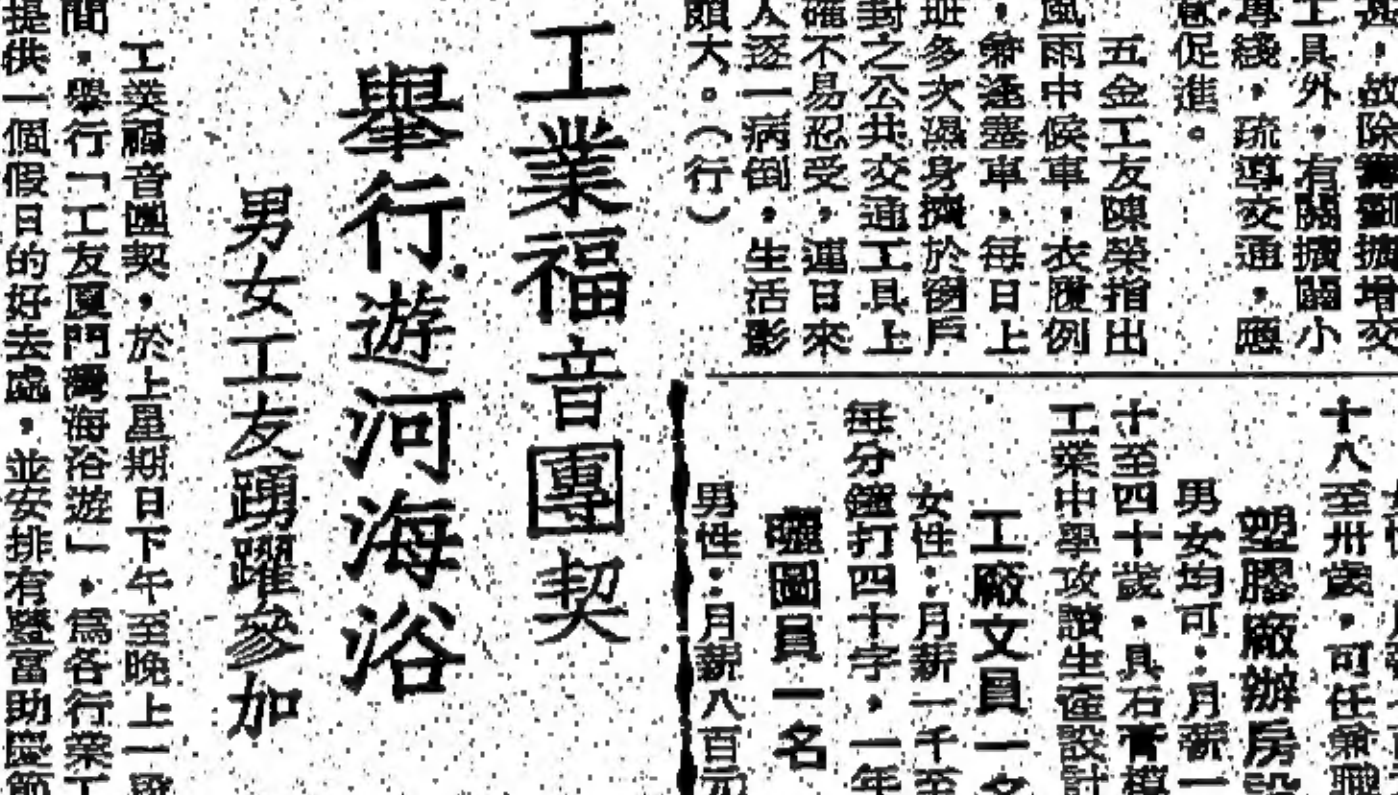 甚,故除需劉擴增交
工具外,有關擴闢小
專綫,疏導交通,應
意促進。
五金工友陳榮指出
風雨中候車,衣履例
,兼逢塞車,每日上
班多次濕身擠於密戶
封之公共交通工具上
確不易忍受,連日來
人逐一病倒,生活影
頗大。(行)
十八至卅歲,可任兼職
塑膠廠辦房設
男女均可:月薪一
十至四十歲,具石膏模
工業中學攻讀生產設計
工廠文員一名
女性:月薪一千至
每分鐘打四十字,一年
曬圖員一名
男性:月薪八百元
工業福音團契
舉行遊河海浴
男女工友踴躍參加
工業福音團契,於上星期日下午至晚上一段
間,舉行「工友廈門灣海浴遊」,爲各行業工
提供一個假日的好去處,並安排有豐富助慶節